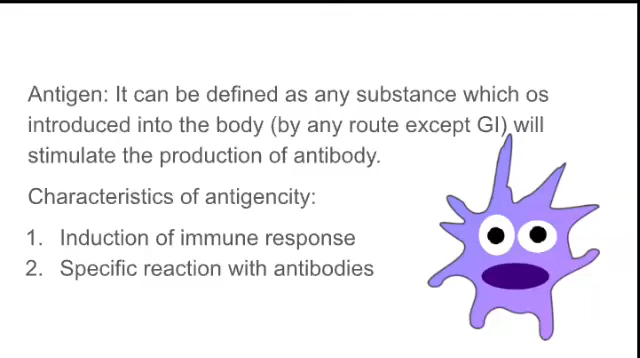 Antigen: It can be defined as any substance which os
introduced into the body (by any route except GI) will
stimulate the production of antibody.
Characteristics of antigencity:
1. Induction of immune response
2. Specific reaction with antibodies